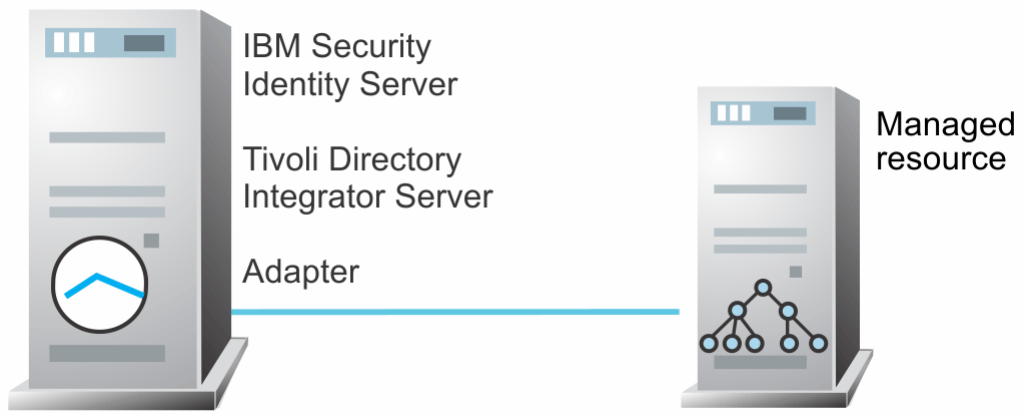 IBM Security
Identity Server
Tivoli Directory
Integrator Server
Adapter
Managed
resource